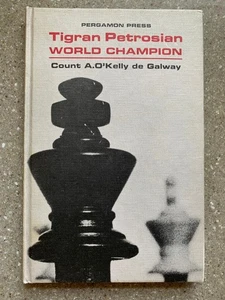 PERGAMON PRESS
Tigran Petrosian
WORLD CHAMPION
Count A.O'Kelly de Galway